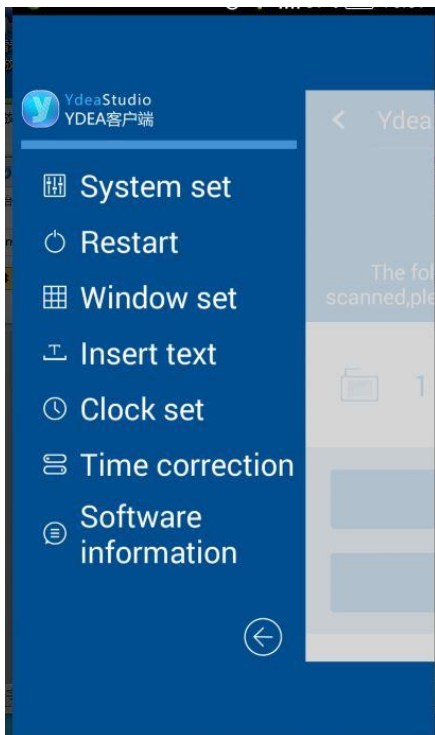 YdeaStudio
YDEA客户端
System set
Restart
Window set
Insert text
Clock set
Time correction
Software
information
Ydea
The fol
scanned,ple
1